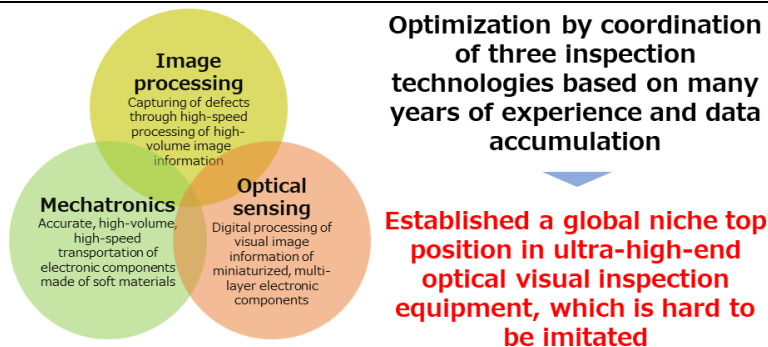 Image
processing
Capturing of defects
through high-speed
processing of high-
volume image
information
Mechatronics
Accurate, high-volume,
high-speed
transportation of
electronic components
made of soft materials
Optical
sensing
Digital processing of
visual image
information of
miniaturized, multi-
layer electronic
components
Optimization by coordination
of three inspection
technologies based on many
years of experience and data
accumulation
Established a global niche top
position in ultra-high-end
optical visual inspection
equipment, which is hard to
be imitated